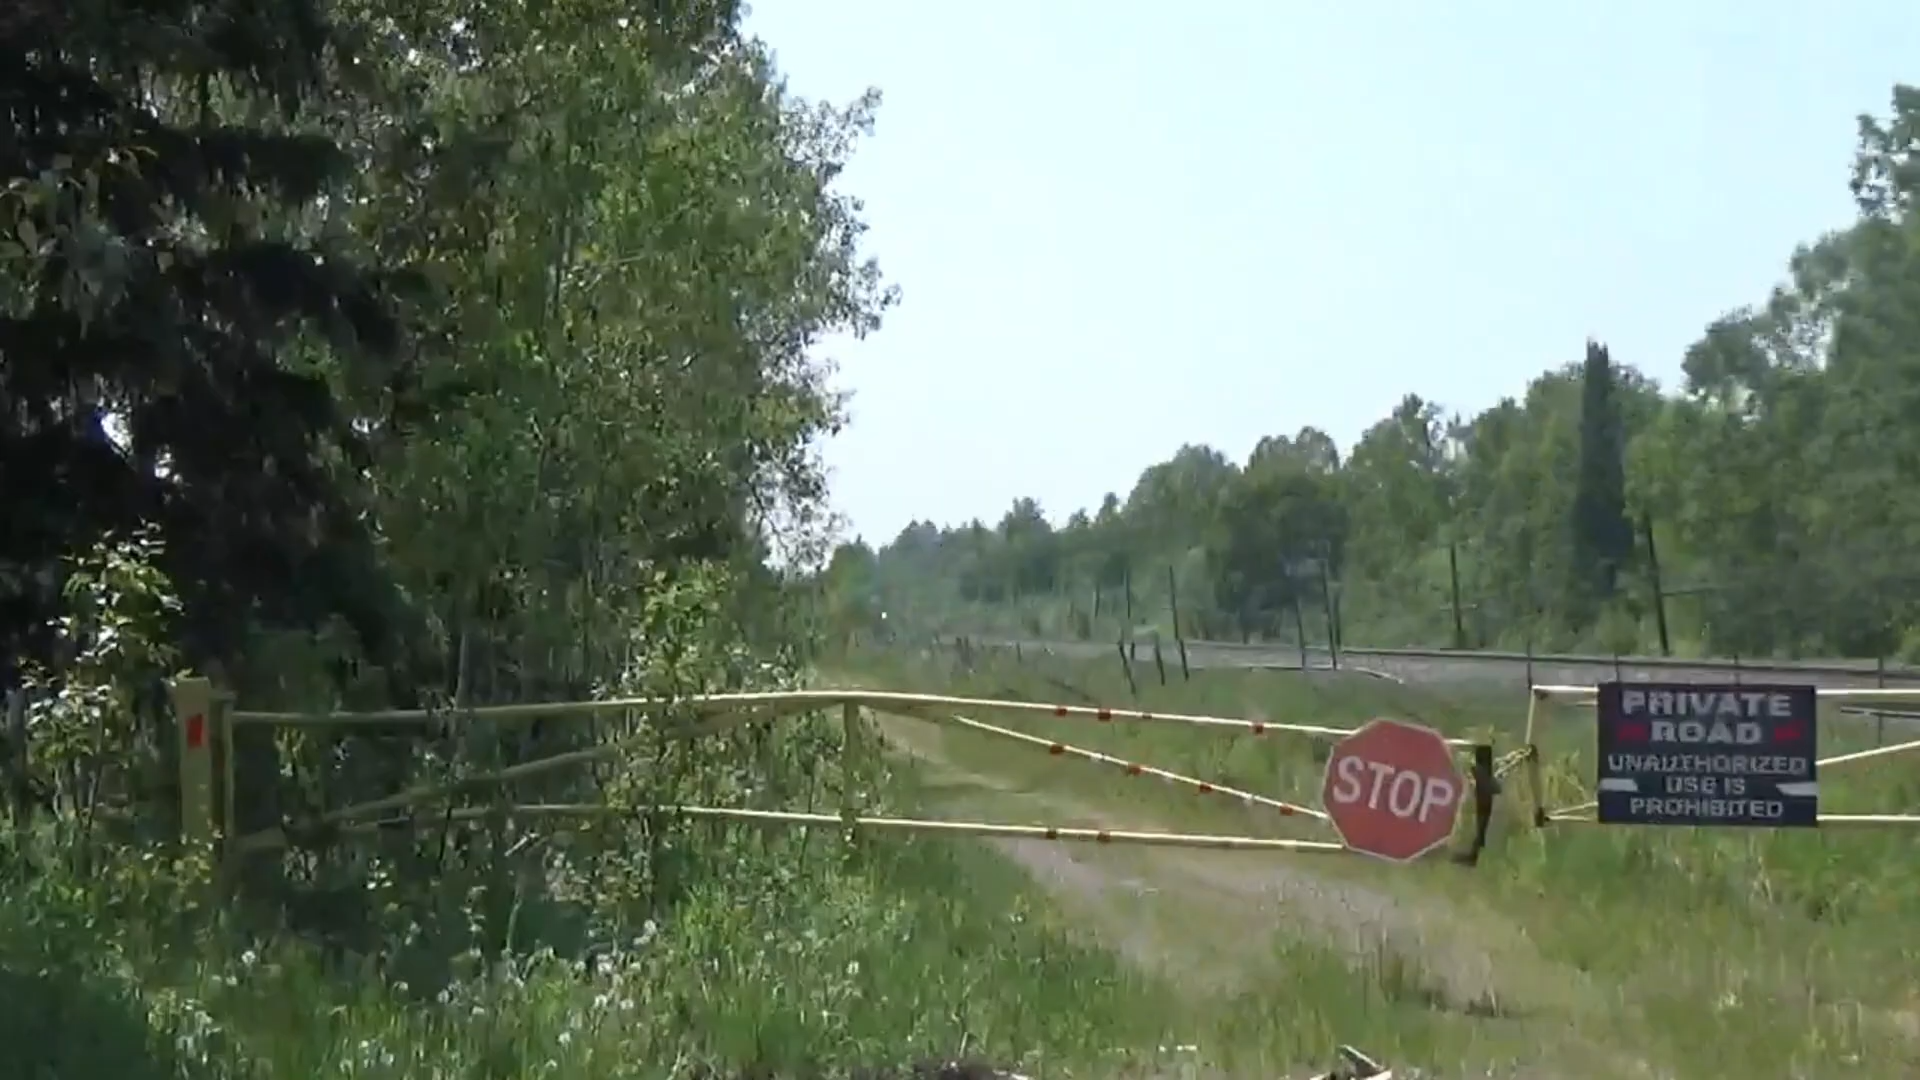 STOP
PRIVATE
ROAD
UNAUTHORIZED
USE IS
PROHIBITED